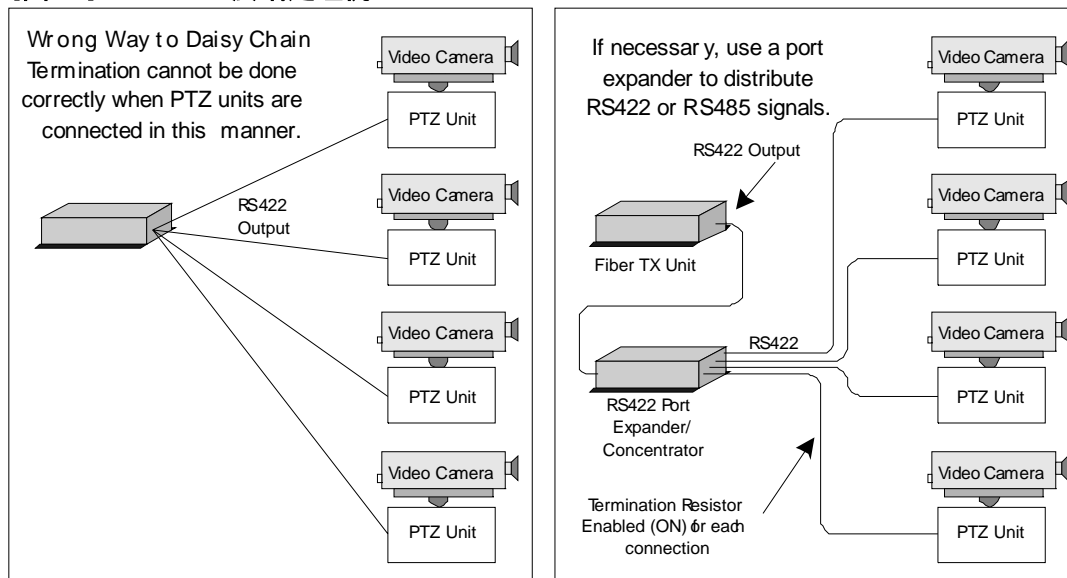 Wrong Way to Daisy Chain
Termination cannot be done
correctly when PTZ units are
connected in this manner.
Video Camera
PTZ Unit
RS422
Output
Video Camera
PTZ Unit
Video Camera
PTZ Unit
Video Camera
PTZ Unit
If necessary, use a port
expander to distribute
RS422 or RS485 signals.
RS422 Output
Fiber TX Unit
RS422
RS422 Port
Expander/
Concentrator
Termination Resistor
Enabled (ON) for each
connection
Video Camera
PTZ Unit
Video Camera
PTZ Unit
Video Camera
PTZ Unit
Video Camera
PTZ Unit